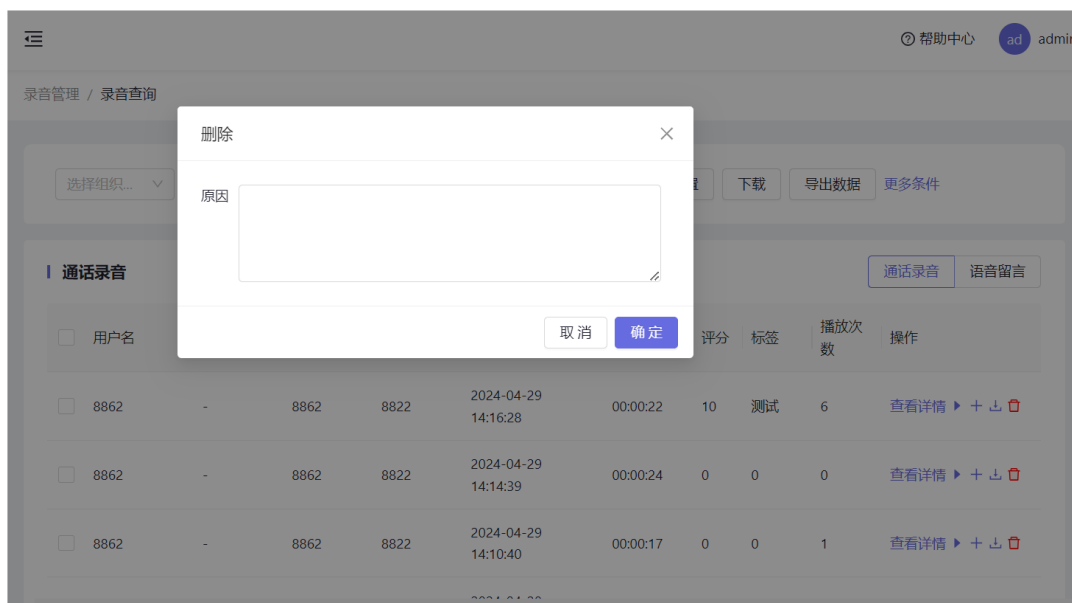 帮助中心 ad admin
录音管理 / 录音查询
删除
选择组织... 下载 导出数据 更多条件
原因
通话录音 通话录音 语音留言
取消 确定
用户名 评分 标签 播放次数 操作
8862 - 8862 8822 2024-04-29 14:16:28 00:00:22 10 测试 6 查看详情
8862 - 8862 8822 2024-04-29 14:14:39 00:00:24 0 0 0 查看详情
8862 - 8862 8822 2024-04-29 14:10:40 00:00:17 0 0 1 查看详情